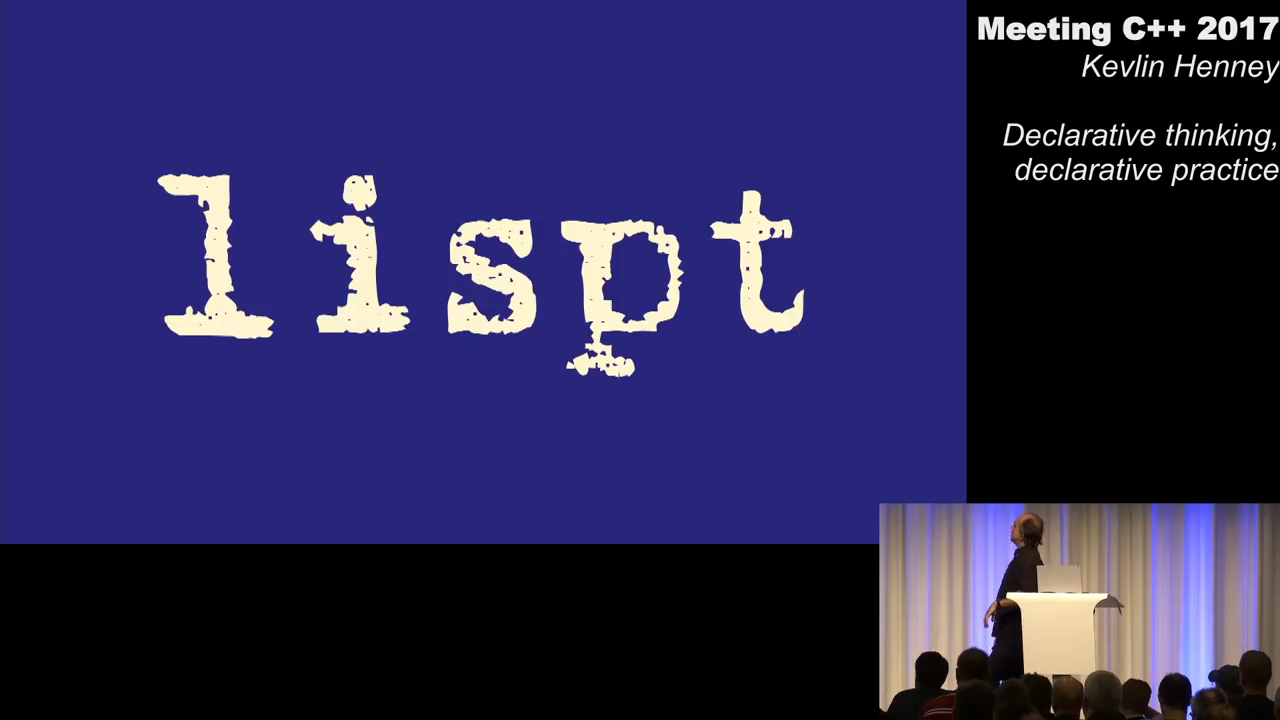 lispt
Meeting C++ 2017
Kevlin Henney
Declarative thinking,
declarative practice